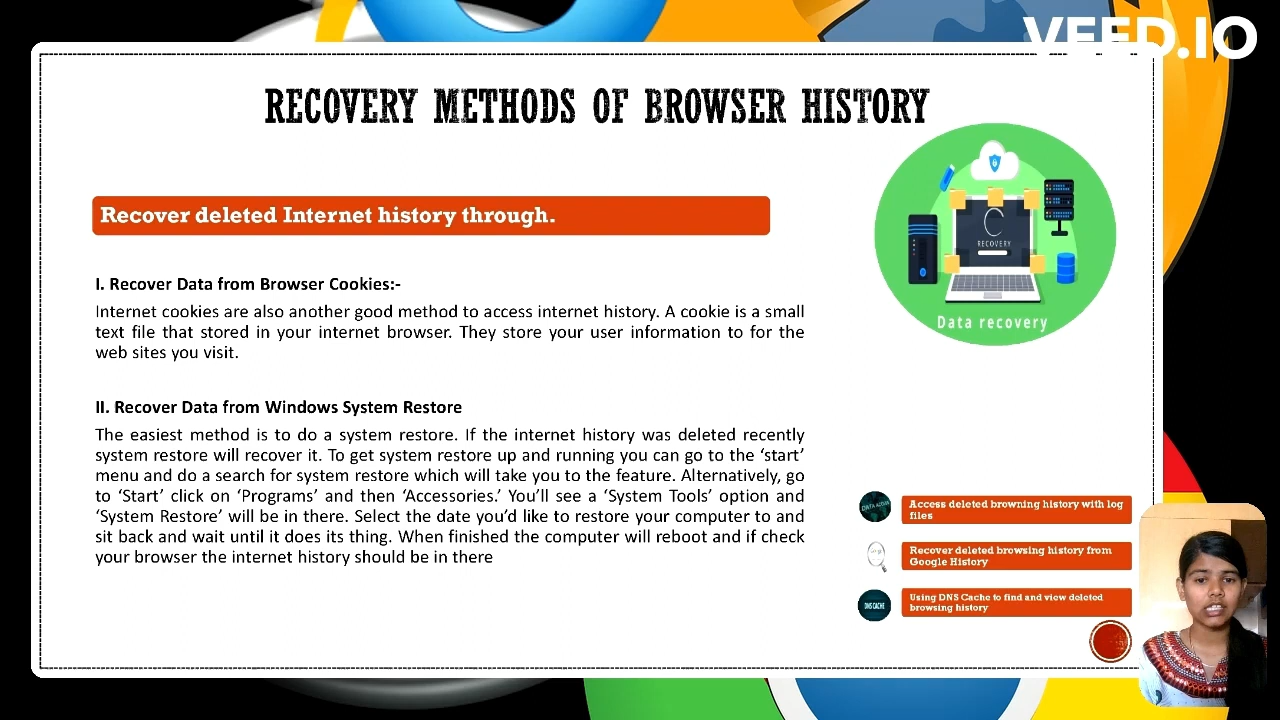 VEED.IO
RECOVERY METHODS OF BROWSER HISTORY
Recover deleted Internet history through.
I. Recover Data from Browser Cookies:-
Internet cookies are also another good method to access internet history. A cookie is a small
text file that stored in your internet browser. They store your user information to for the
web sites you visit.
II. Recover Data from Windows System Restore
The easiest method is to do a system restore. If the internet history was deleted recently
system restore will recover it. To get system restore up and running you can go to the ‘start’
menu and do a search for system restore which will take you to the feature. Alternatively, go
to ‘Start’ click on ‘Programs’ and then ‘Accessories.’ You’ll see a ‘System Tools’ option and
‘System Restore’ will be in there. Select the date you’d like to restore your computer to and
sit back and wait until it does its thing. When finished the computer will reboot and if check
your browser the internet history should be in there
RECOVERY
Data recovery
Access deleted browning history with log
files
Recover deleted browsing history from
Google History
DNS CACHE
Using DNS Cache to find and view deleted
browsing history